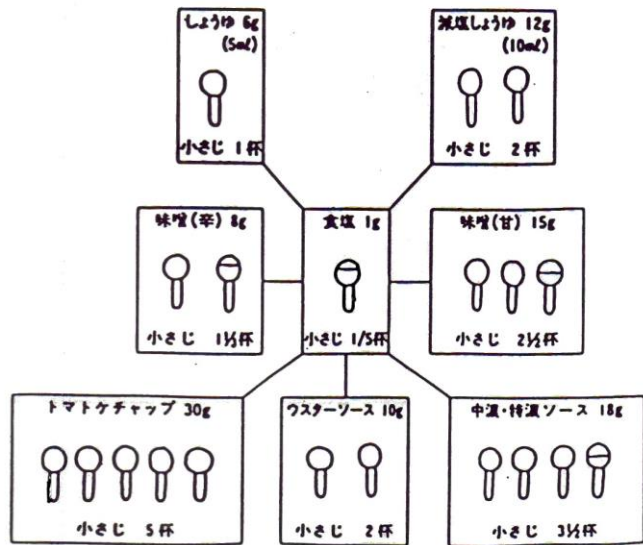 しょうゆ 6g
(5ml)
小さじ 1杯
減塩しょうゆ 12g
(10ml)
小さじ 2杯
味噌(辛) 8g
小さじ 1½杯
食塩 1g
小さじ 1/5杯
味噌(甘) 15g
小さじ 2½杯
トマトケチャップ 30g
小さじ 5杯
ウスターソース 10g
小さじ 2杯
中濃・特濃ソース 18g
小さじ 3½杯